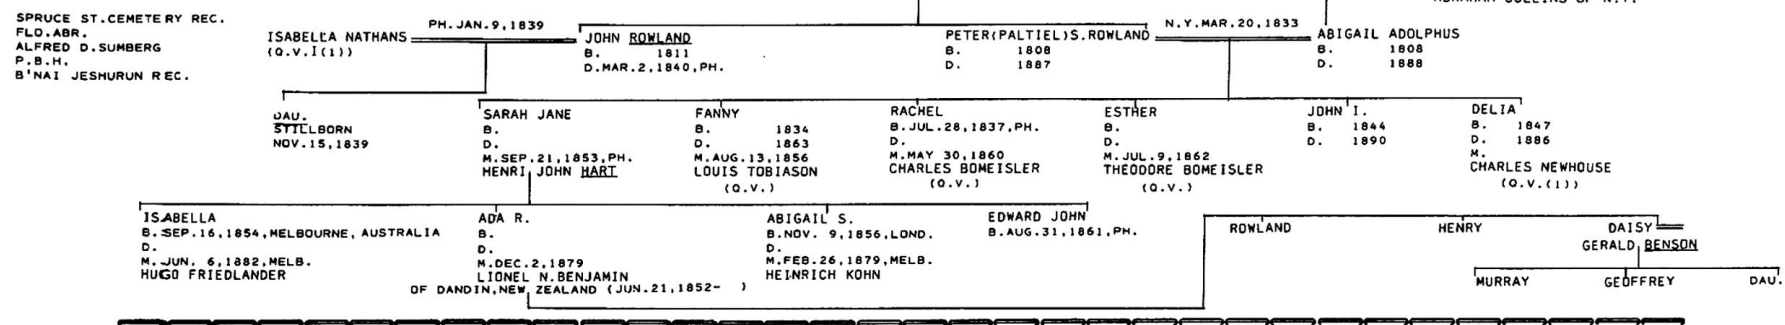 SPRUCE ST.CEMETERY REC.
FLO.ABR.
ALFRED D.SUMBERG
P.B.H.
B'NAI JESHURUN REC.
ISABELLA NATHANS
(Q.V.I(1))
PH.JAN.9,1839
JOHN ROWLAND
B. 1811
D.MAR.2,1840,PH.
PETER(PALTIEL)S.ROWLAND
B. 1808
D. 1887
N.Y.MAR.20,1833
ABIGAIL ADOLPHUS
B. 1808
D. 1888
DAU.
STILLBORN
NOV.15,1839
SARAH JANE
B.
D.
M.SEP.21,1853,PH.
HENRI JOHN HART
FANNY
B. 1834
D. 1863
M.AUG.13,1856
LOUIS TOBIASON
(Q.V.)
RACHEL
B.JUL.28,1837,PH.
D.
M.MAY 30,1860
CHARLES BOMEISLER
(Q.V.)
ESTHER
B.
D.
M.JUL.9,1862
THEODORE BOMEISLER
(Q.V.)
JOHN I.
B. 1844
D. 1890
DELIA
B. 1847
D. 1886
M.
CHARLES NEWHOUSE
(Q.V.(1))
ISABELLA
B.SEP.16,1854,MELBOURNE, AUSTRALIA
D.
M.JUN. 6,1882,MELB.
HUGO FRIEDLANDER
ADA R.
B.
D.
M.DEC.2,1879
LIONEL N.BENJAMIN
OF DANDIN,NEW ZEALAND (JUN.21,1852- )
ABIGAIL S.
B.NOV. 9,1856,LOND.
D.
M.FEB.26,1879,MELB.
HEINRICH KOHN
EDWARD JOHN
B.AUG.31,1861,PH.
ROWLAND
HENRY
DAISY
GERALD BENSON
MURRAY
GEOFFREY
DAU.